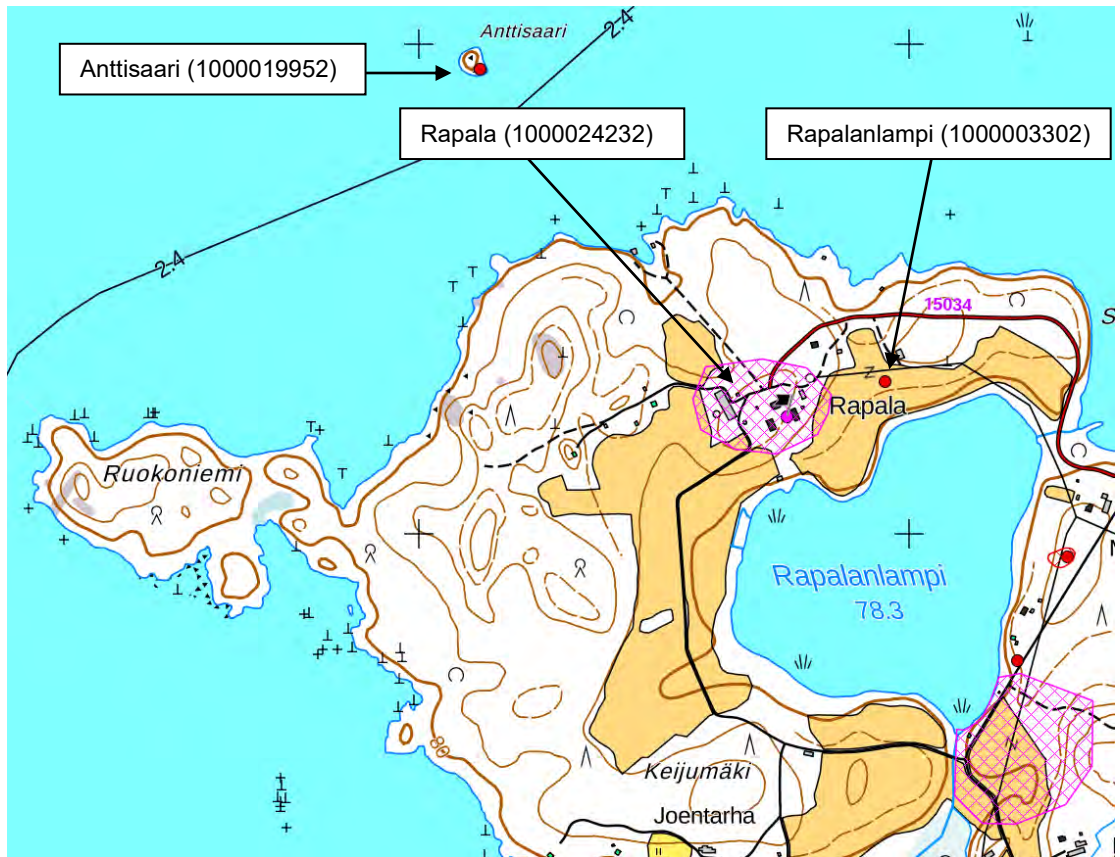 Anttisaari
2.4
Anttisaari (1000019952)
Rapala (1000024232)
Rapalanlampi (1000003302)
2.4
15034
S
Z
Rapala
Ruokoniemi
Rapalanlampi
78.3
80
Keijumäki
Joentarha